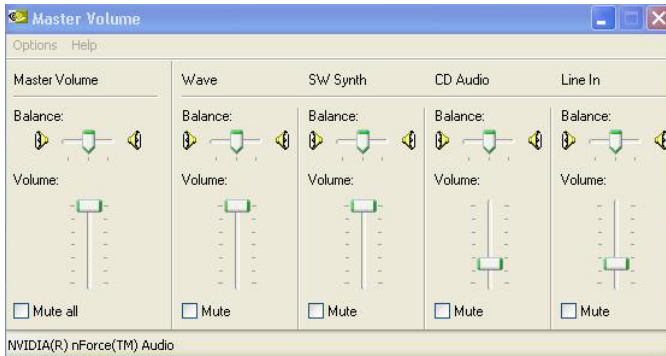 Master Volume
Options Help
Master Volume Wave SW Synth CD Audio Line In
Balance: Balance: Balance: Balance: Balance:
Volume: Volume: Volume: Volume: Volume:
Mute all Mute Mute Mute Mute
NVIDIA(R) nForce(TM) Audio